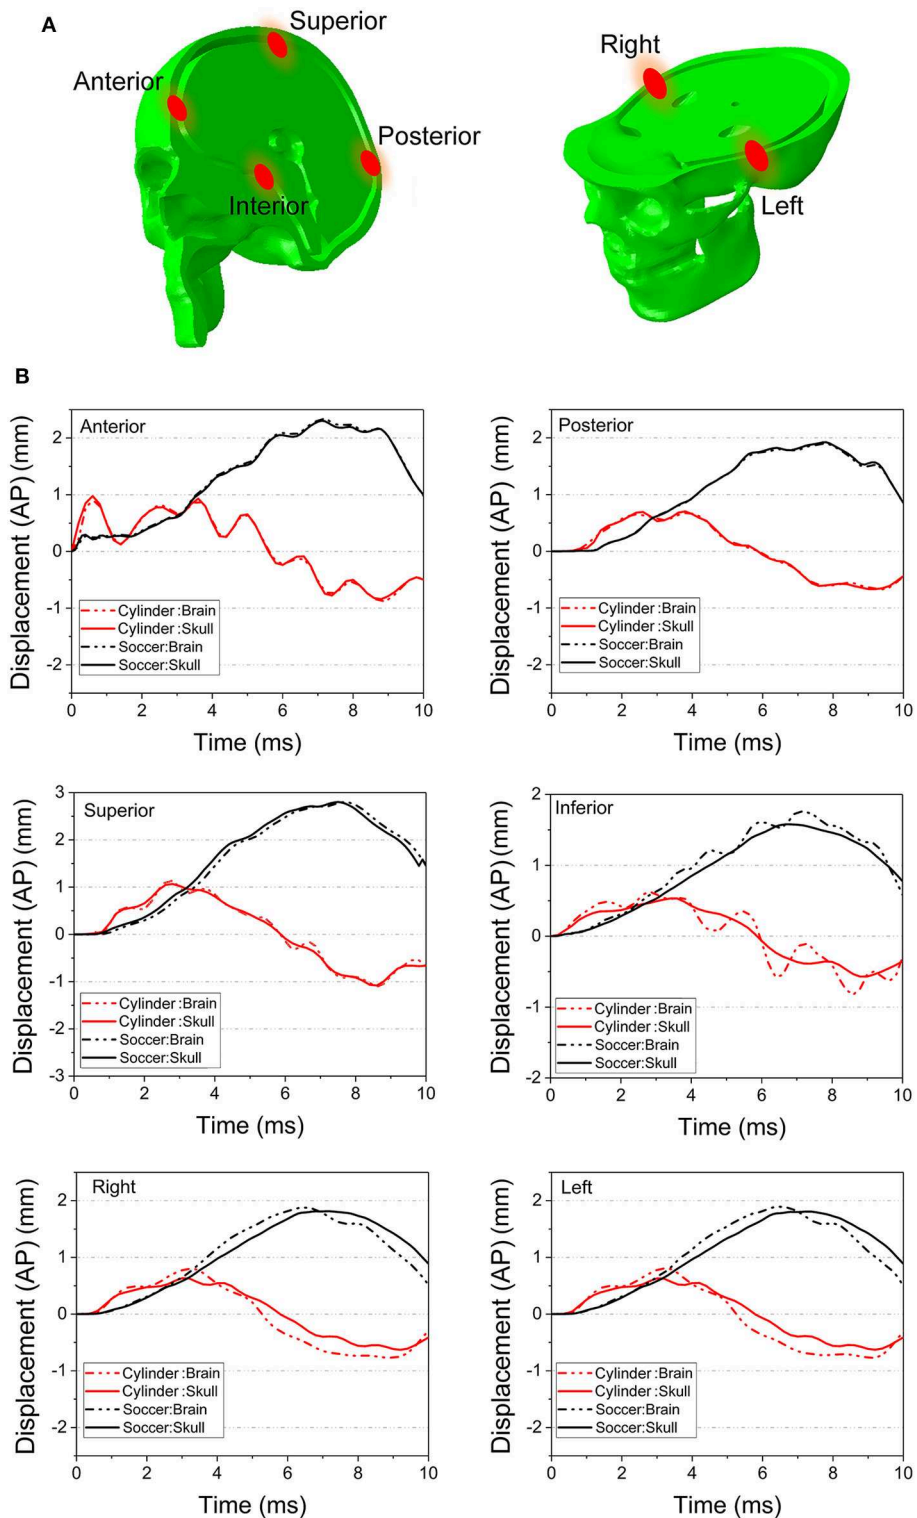 A
Superior
Anterior
Posterior
Interior
Right
Left
B
Anterior
Displacement (AP) (mm)
2
1
0
-1
-2
Cylinder:Brain
Cylinder:Skull
Soccer:Brain
Soccer:Skull
0 2 4 6 8 10
Time (ms)
Posterior
Displacement (AP) (mm)
2
1
0
-1
-2
Cylinder:Brain
Cylinder:Skull
Soccer:Brain
Soccer:Skull
0 2 4 6 8 10
Time (ms)
Superior
Displacement (AP) (mm)
3
2
1
0
-1
-2
-3
Cylinder:Brain
Cylinder:Skull
Soccer:Brain
Soccer:Skull
0 2 4 6 8 10
Time (ms)
Inferior
Displacement (AP) (mm)
2
1
0
-1
-2
Cylinder:Brain
Cylinder:Skull
Soccer:Brain
Soccer:Skull
0 2 4 6 8 10
Time (ms)
Right
Displacement (AP) (mm)
2
1
0
-1
-2
Cylinder:Brain
Cylinder:Skull
Soccer:Brain
Soccer:Skull
0 2 4 6 8 10
Time (ms)
Left
Displacement (AP) (mm)
2
1
0
-1
-2
Cylinder:Brain
Cylinder:Skull
Soccer:Brain
Soccer:Skull
0 2 4 6 8 10
Time (ms)